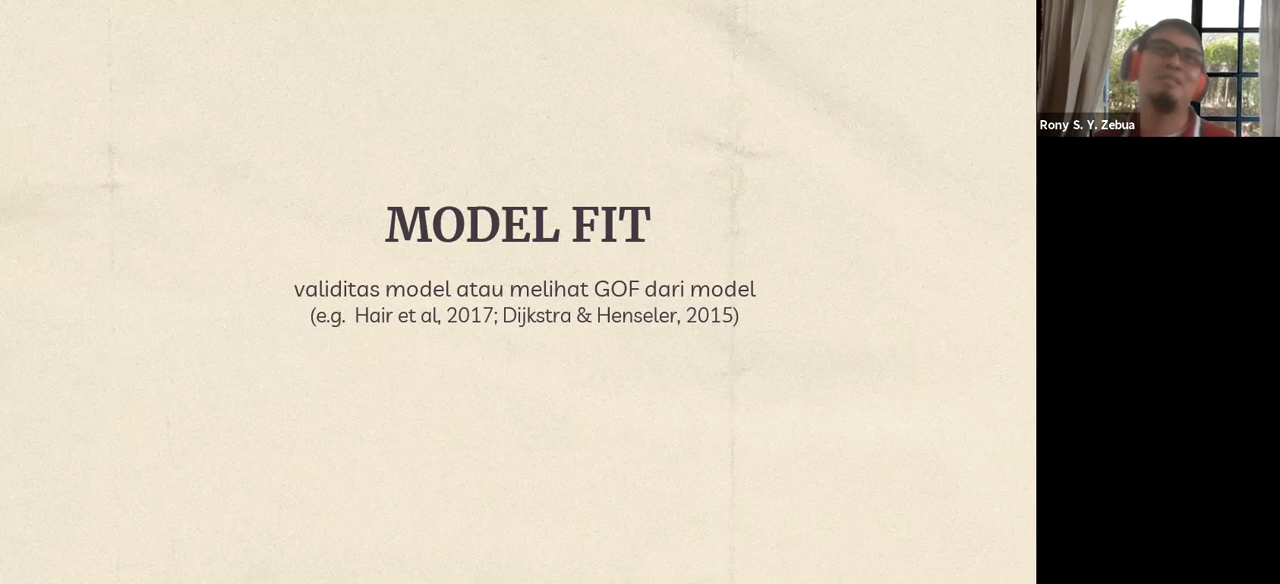 MODEL FIT
validitas model atau melihat GOF dari model
(e.g. Hair et al, 2017; Dijkstra & Henseler, 2015)
Rony S. Y. Zebua